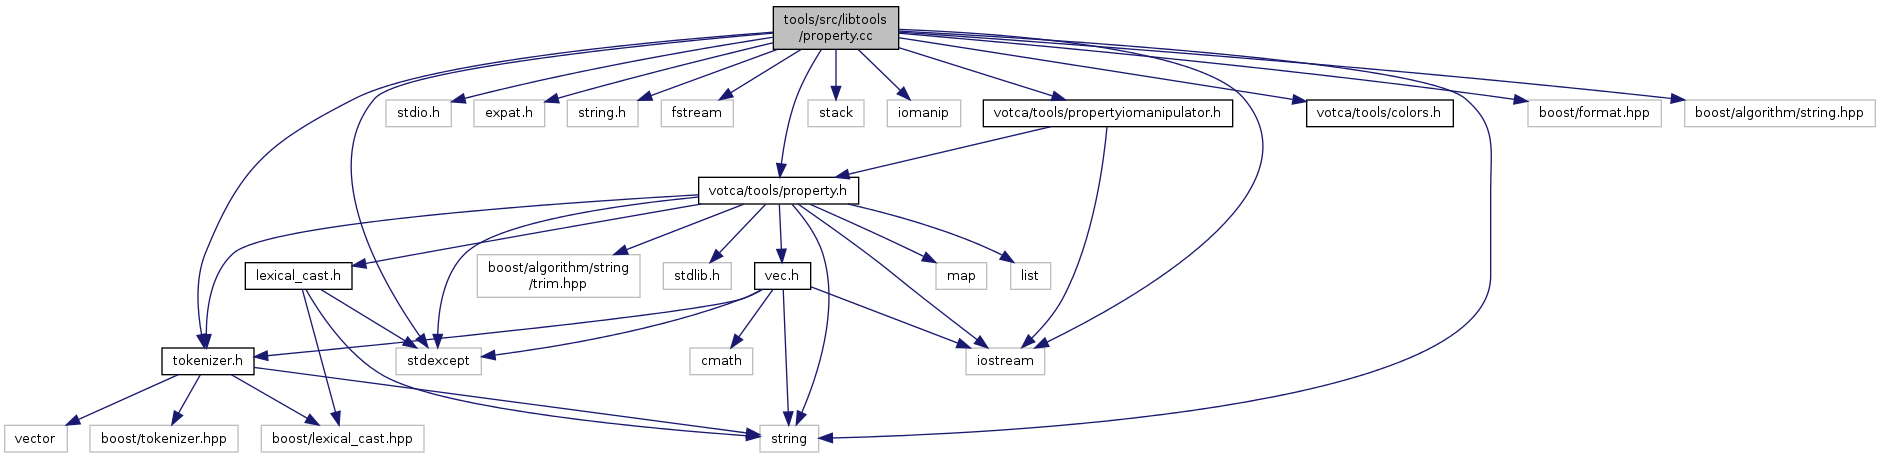 tools/src/libtools
/property.cc
stdio.h
expat.h
string.h
fstream
stack
iomanip
votca/tools/propertyiomanipulator.h
votca/tools/colors.h
boost/format.hpp
boost/algorithm/string.hpp
votca/tools/property.h
lexical_cast.h
boost/algorithm/string
/trim.hpp
stdlib.h
vec.h
map
list
tokenizer.h
stdexcept
cmath
iostream
vector
boost/tokenizer.hpp
boost/lexical_cast.hpp
string